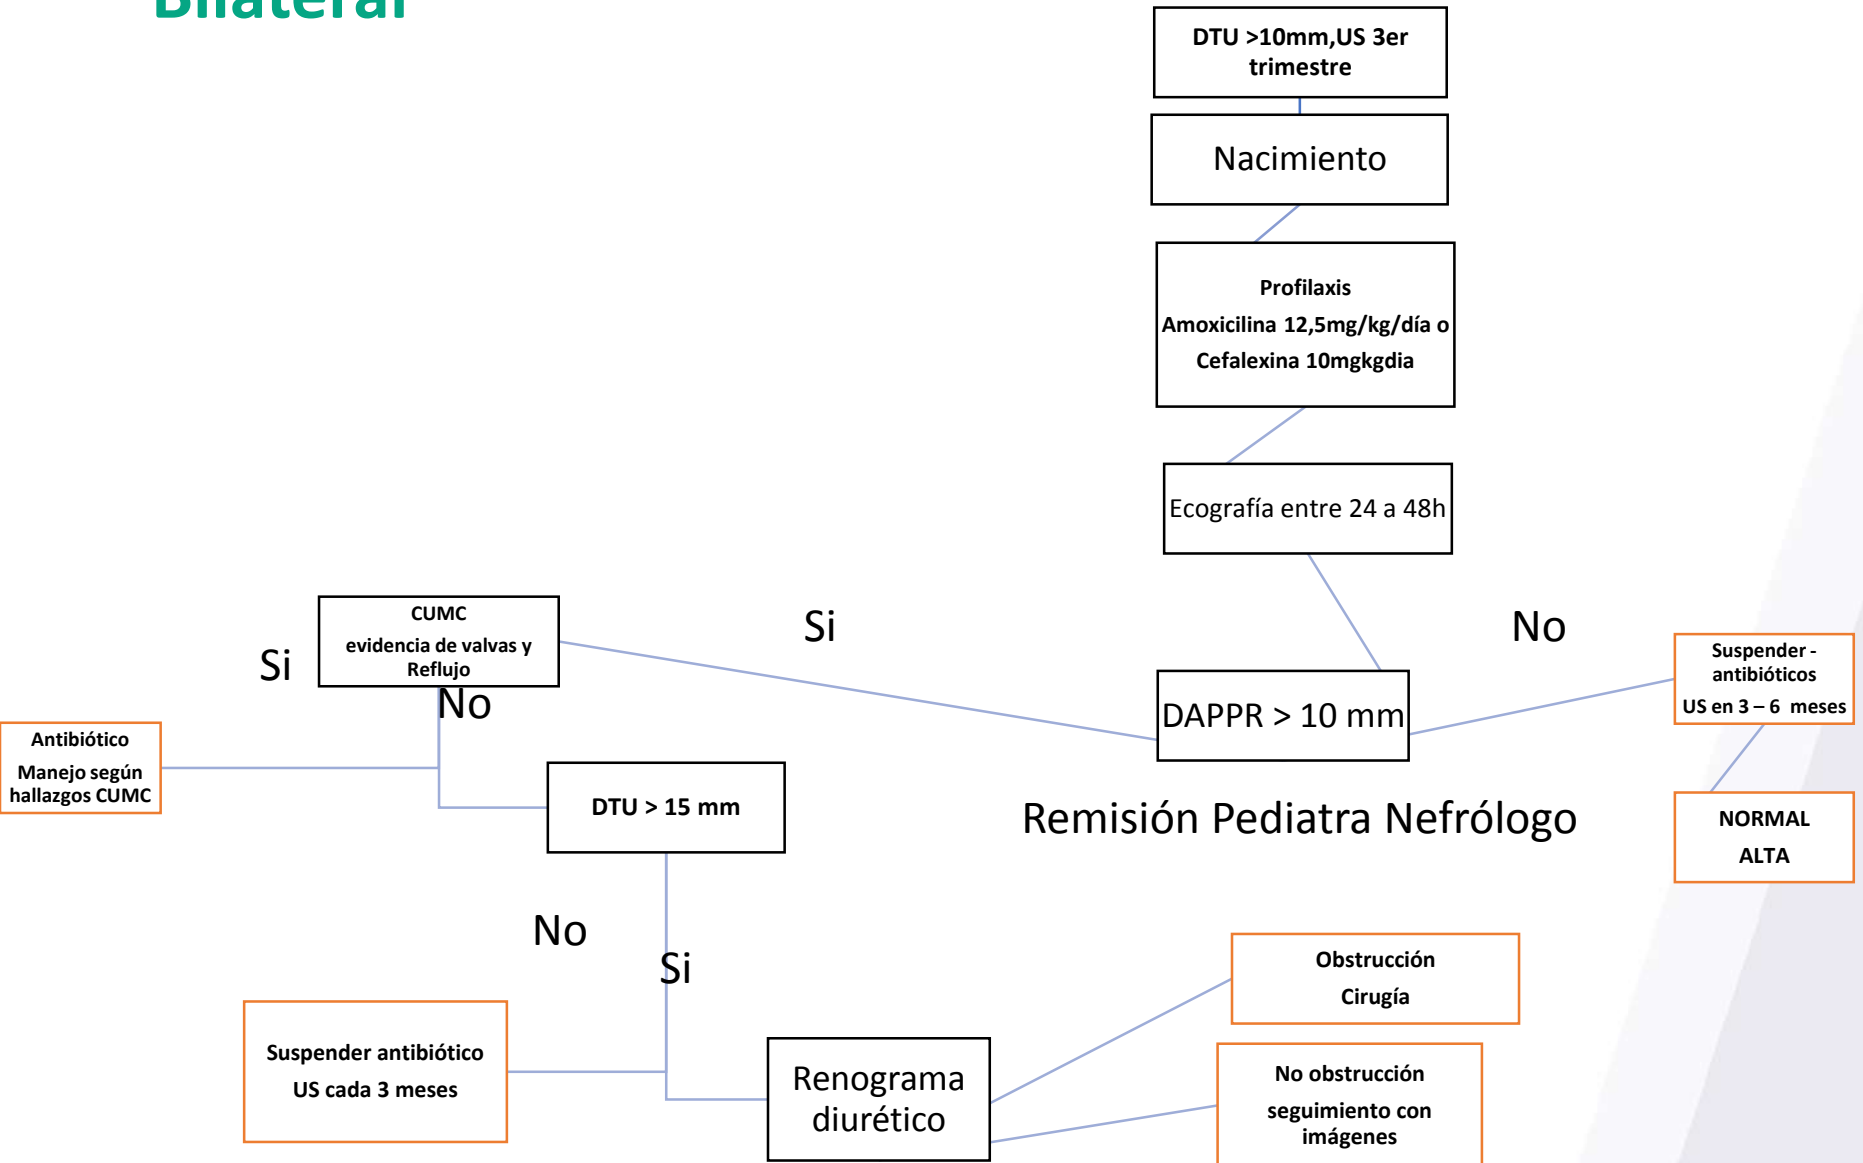 Bilateral
DTU >10mm,US 3er
trimestre
Nacimiento
Profilaxis
Amoxicilina 12,5mg/kg/día o
Cefalexina 10mgkgdia
Ecografía entre 24 a 48h
DAPPR > 10 mm
Si
No
Suspender -
antibióticos
US en 3 – 6 meses
NORMAL
ALTA
Remisión Pediatra Nefrólogo
CUMC
evidencia de valvas y
Reflujo
Si
No
Antibiótico
Manejo según
hallazgos CUMC
DTU > 15 mm
No
Si
Suspender antibiótico
US cada 3 meses
Renograma
diurético
Obstrucción
Cirugía
No obstrucción
seguimiento con
imágenes